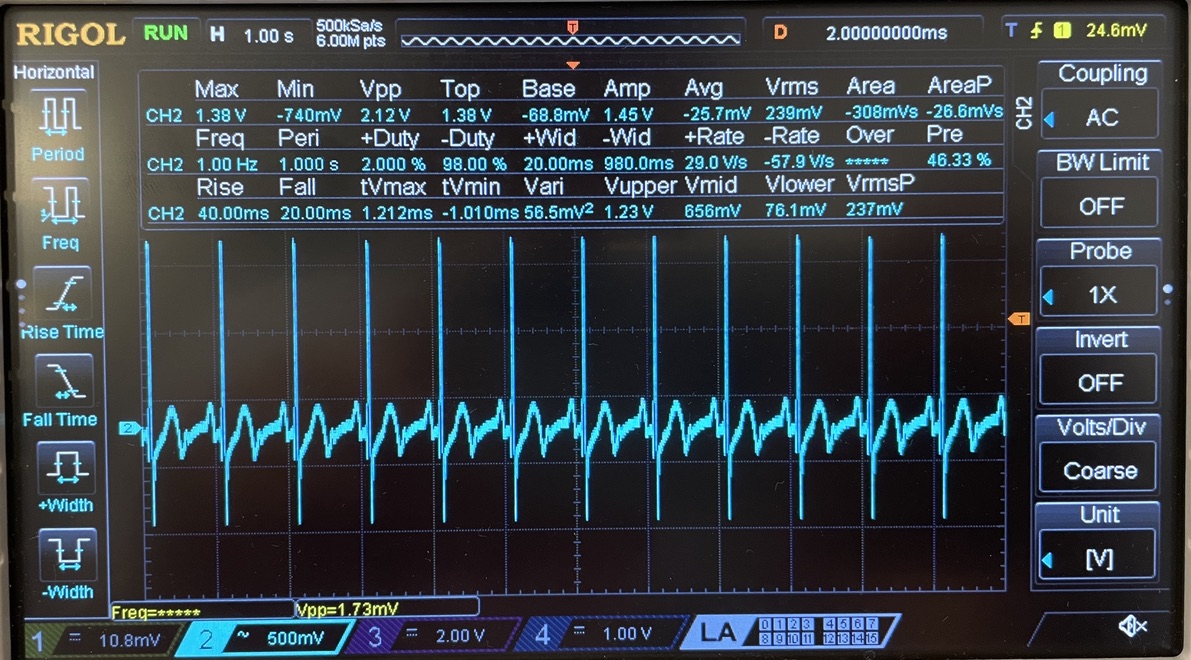 RIGOL RUN H 1.00 s 500kSa/s 6.00M pts T D 2.00000000ms T 1 24.6mV
Horizontal
Period
Freq
Rise Time
Fall Time
+Width
-Width
Max Min Vpp Top Base Amp Avg Vrms Area AreaP
CH2 1.38 V -740mV 2.12 V 1.38 V -68.8mV 1.45 V -25.7mV 239mV -308mVs -26.6mVs
Freq Peri +Duty -Duty +Wid -Wid +Rate -Rate Over Pre
CH2 1.00 Hz 1.000 s 2.000 % 98.00 % 20.00ms 980.0ms 29.0 V/s -57.9 V/s ***** 46.33 %
Rise Fall tVmax tVmin Vari Vupper Vmid Vlower VrmsP
CH2 40.00ms 20.00ms 1.212ms -1.010ms 56.5mV² 1.23 V 656mV 76.1mV 237mV
T
2
CH2
Coupling
AC
BW Limit
OFF
Probe
1X
Invert
OFF
Volts/Div
Coarse
Unit
[V]
Freq=***** Vpp=1.73mV
1 = 10.8mV 2 ~ 500mV 3 = 2.00 V 4 = 1.00 V LA
0 1 2 3 4 5 6 7
8 9 10 11 12 13 14 15